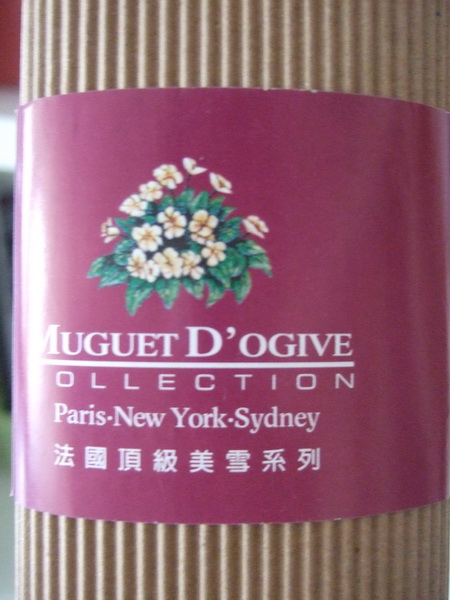 MUGUET D'OGIVE
COLLECTION
Paris·New York·Sydney
法國頂級美雪系列